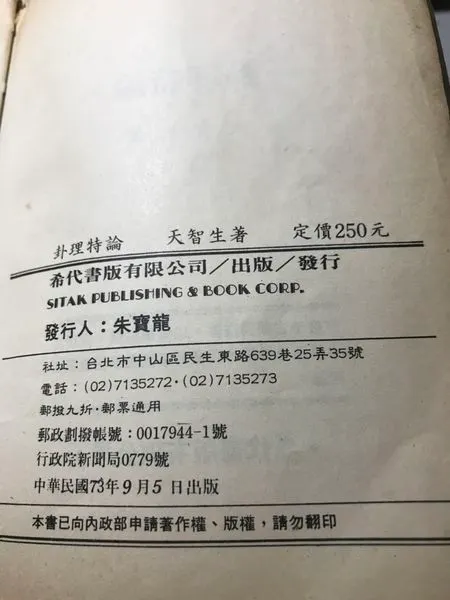 卦理特論 天智生著 定價250元
希代書版有限公司／出版／發行
SITAK PUBLISHING & BOOK CORP.
發行人：朱寶龍
社址：台北市中山區民生東路639巷25弄35號
電話：(02)7135272·(02)7135273
郵撥九折·郵票通用
郵政劃撥帳號：0017944-1號
行政院新聞局0779號
中華民國73年9月5日出版
本書已向內政部申請著作權、版權，請勿翻印